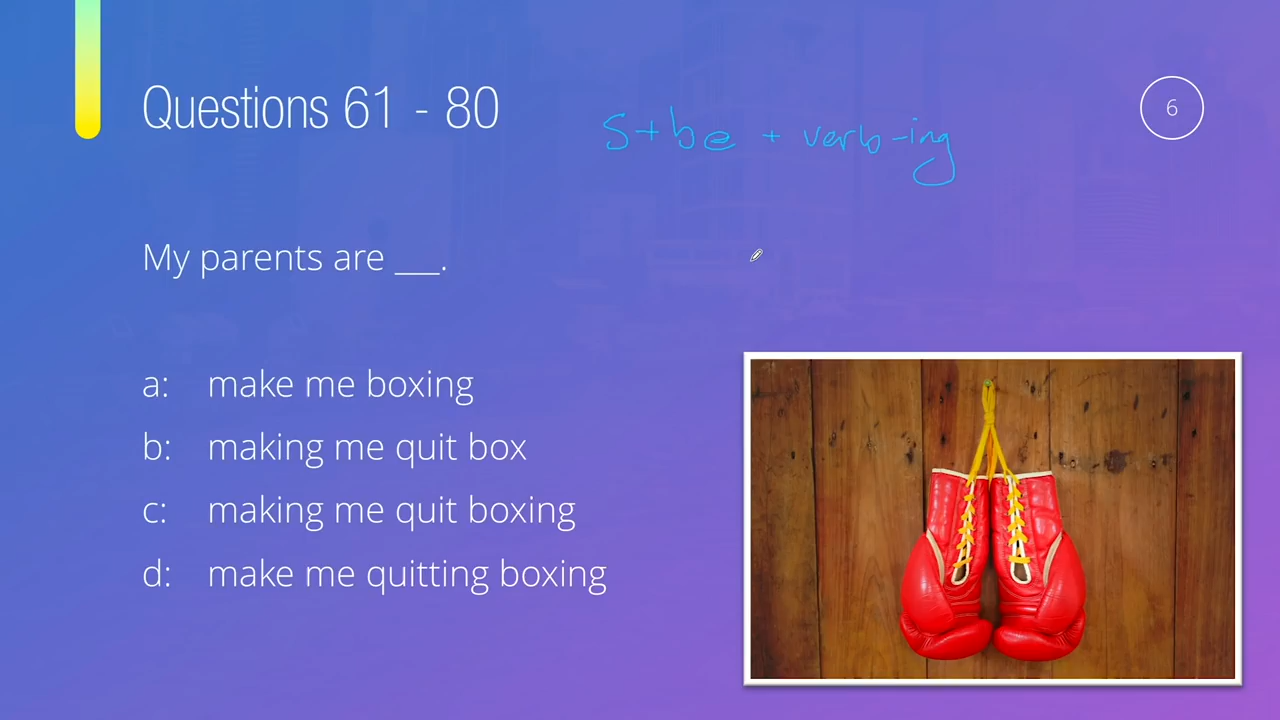 Questions 61 - 80
s+be + verb-ing
6
My parents are ___.
a: make me boxing
b: making me quit box
c: making me quit boxing
d: make me quitting boxing